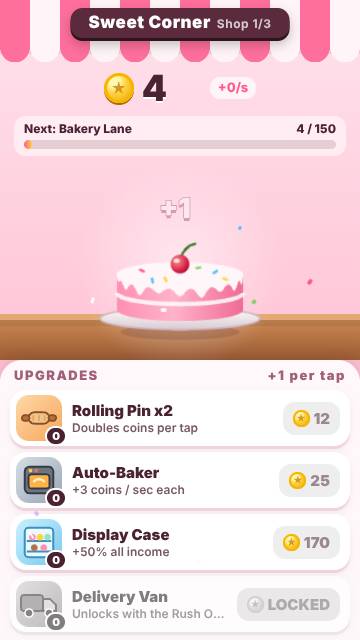 Sweet Corner Shop 1/3
4 +0/s
Next: Bakery Lane 4 / 150
+1
UPGRADES +1 per tap
Rolling Pin x2
Doubles coins per tap
0 12
Auto-Baker
+3 coins / sec each
0 25
Display Case
+50% all income
0 170
Delivery Van
Unlocks with the Rush O...
0 LOCKED